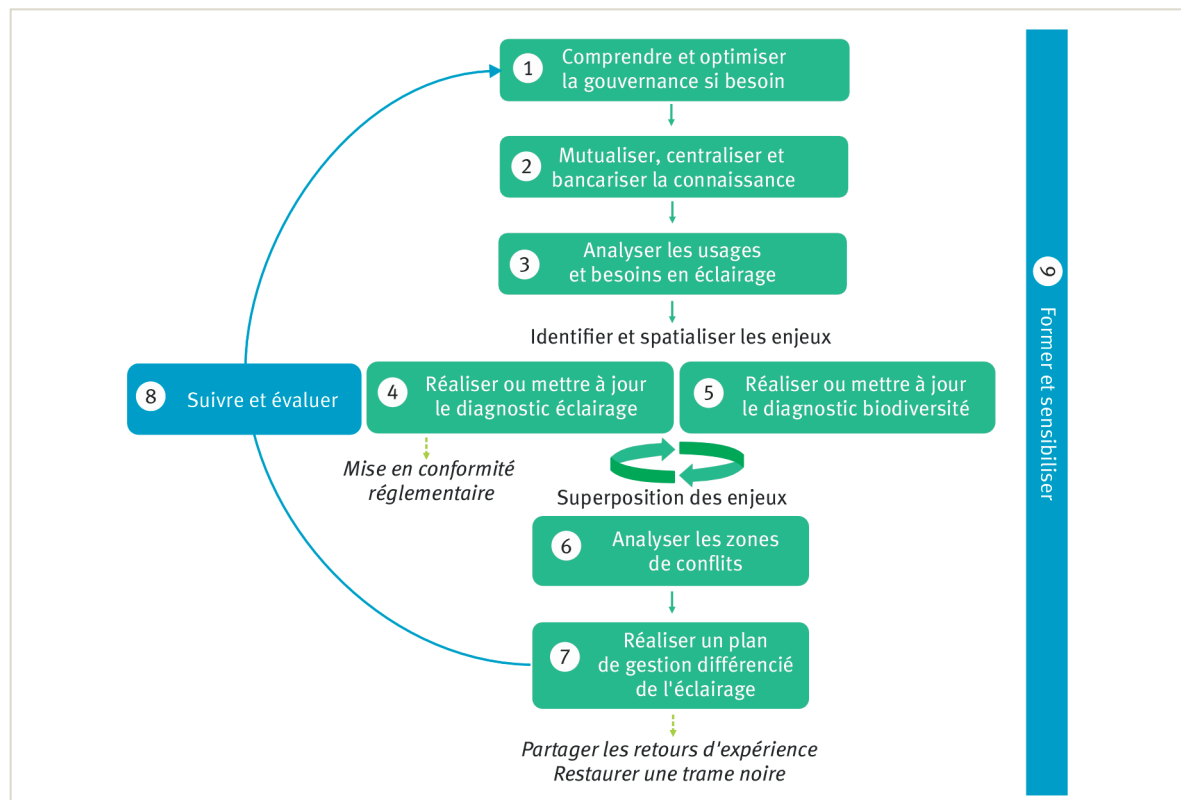 1
Comprendre et optimiser
la gouvernance si besoin
2
Mutualiser, centraliser et
bancariser la connaissance
3
Analyser les usages
et besoins en éclairage
Identifier et spatialiser les enjeux
8
Suivre et évaluer
4
Réaliser ou mettre à jour
le diagnostic éclairage
5
Réaliser ou mettre à jour
le diagnostic biodiversité
Mise en conformité
réglementaire
Superposition des enjeux
6
Analyser les zones
de conflits
7
Réaliser un plan
de gestion différencié
de l'éclairage
Partager les retours d'expérience
Restaurer une trame noire
9
Former et sensibiliser